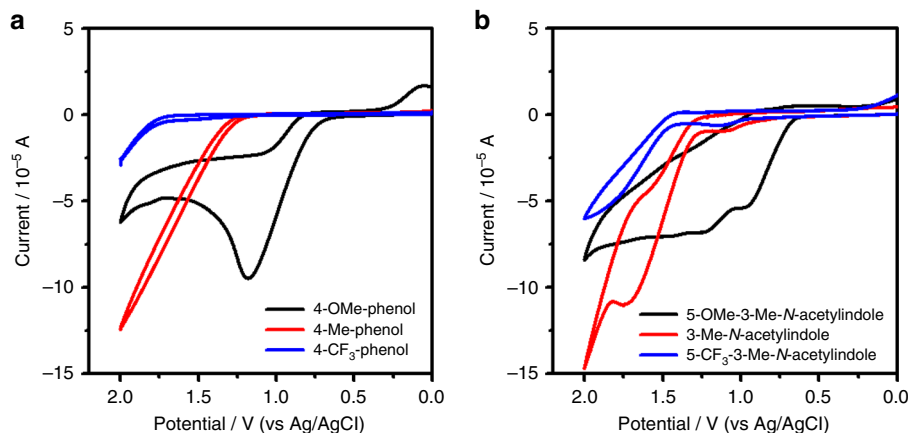 a
5
0
−5
−10
−15
Current / 10⁻⁵ A
4-OMe-phenol
4-Me-phenol
4-CF₃-phenol
2.0 1.5 1.0 0.5 0.0
Potential / V (vs Ag/AgCl)
b
5
0
−5
−10
−15
Current / 10⁻⁵ A
5-OMe-3-Me-N-acetylindole
3-Me-N-acetylindole
5-CF₃-3-Me-N-acetylindole
2.0 1.5 1.0 0.5 0.0
Potential / V (vs Ag/AgCl)